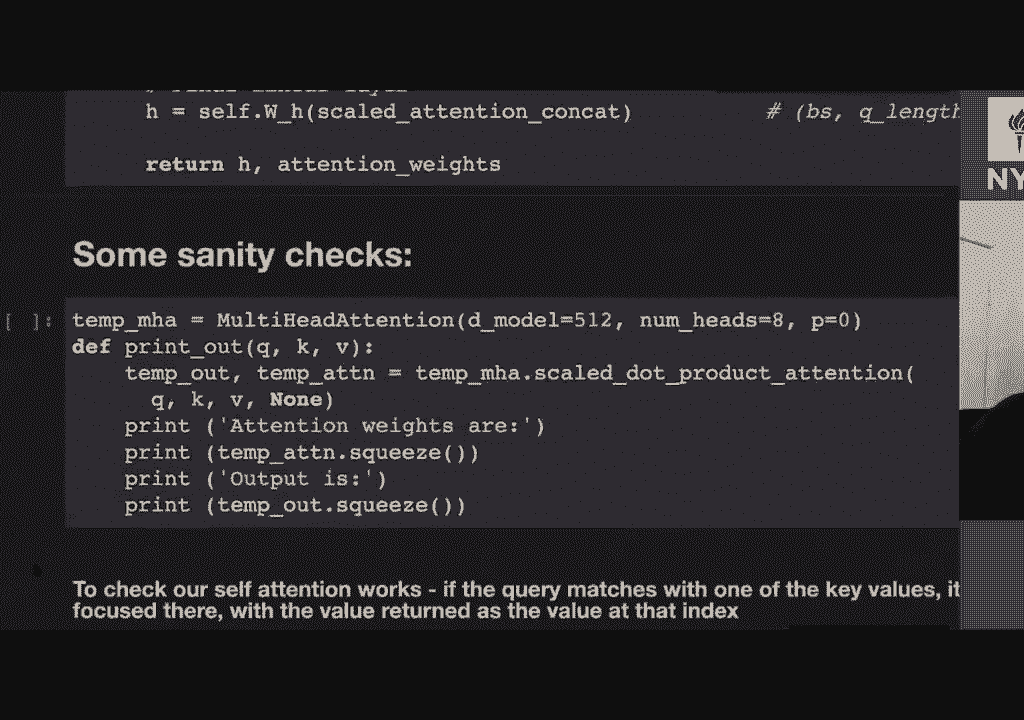 h = self.W_h(scaled_attention_concat) # (bs, q_length
return h, attention_weights
NY
Some sanity checks:
[ ]: temp_mha = MultiHeadAttention(d_model=512, num_heads=8, p=0)
def print_out(q, k, v):
temp_out, temp_attn = temp_mha.scaled_dot_product_attention(
q, k, v, None)
print ('Attention weights are:')
print (temp_attn.squeeze())
print ('Output is:')
print (temp_out.squeeze())
To check our self attention works - if the query matches with one of the key values, it
focused there, with the value returned as the value at that index